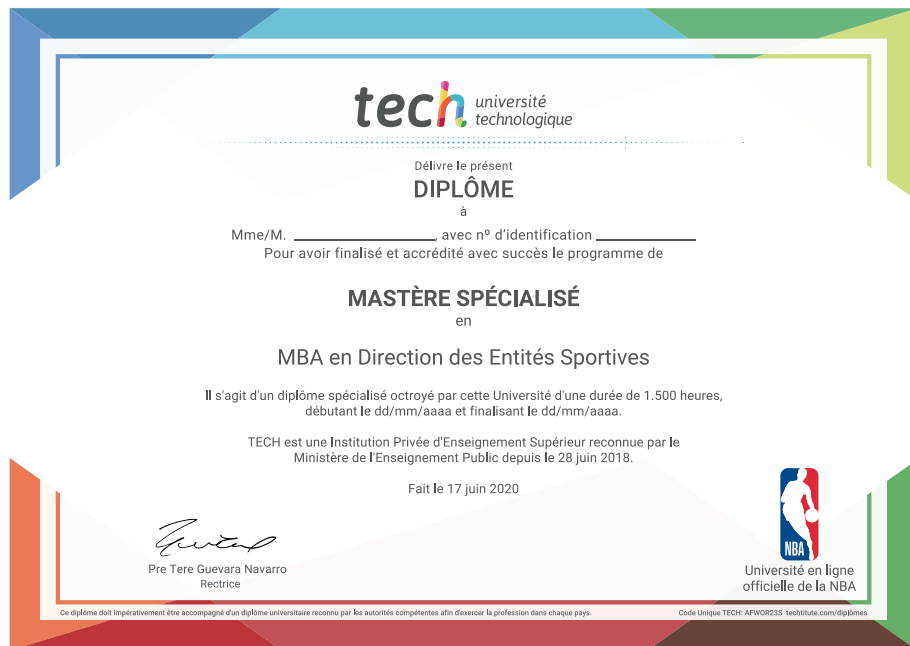 tech université
technologique
Délivre le présent
DIPLÔME
à
Mme/M. ____________, avec nº d'identification ____________
Pour avoir finalisé et accrédité avec succès le programme de
MASTÈRE SPÉCIALISÉ
en
MBA en Direction des Entités Sportives
Il s'agit d'un diplôme spécialisé octroyé par cette Université d'une durée de 1.500 heures,
débutant le dd/mm/aaaa et finalisant le dd/mm/aaaa.
TECH est une Institution Privée d'Enseignement Supérieur reconnue par le
Ministère de l'Enseignement Public depuis le 28 juin 2018.
Fait le 17 juin 2020
Pre Tere Guevara Navarro
Rectrice
NBA
Université en ligne
officielle de la NBA
Ce diplôme doit impérativement être accompagné d'un diplôme universitaire reconnu par les autorités compétentes afin d'exercer la profession dans chaque pays.
Code Unique TECH: AFWOR23S techtitute.com/diplômes